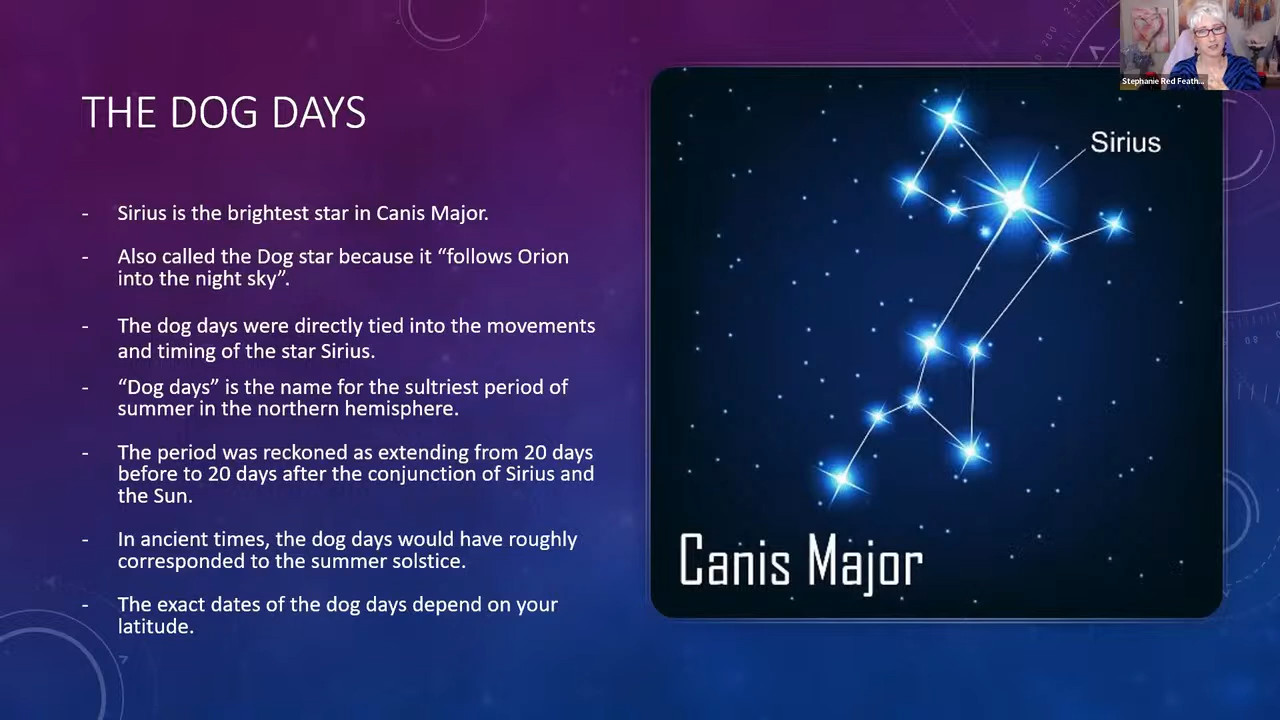 Stephanie Red Feath...
THE DOG DAYS
- Sirius is the brightest star in Canis Major.
- Also called the Dog star because it “follows Orion
into the night sky”.
- The dog days were directly tied into the movements
and timing of the star Sirius.
- “Dog days” is the name for the sultriest period of
summer in the northern hemisphere.
- The period was reckoned as extending from 20 days
before to 20 days after the conjunction of Sirius and
the Sun.
- In ancient times, the dog days would have roughly
corresponded to the summer solstice.
- The exact dates of the dog days depend on your
latitude.
Sirius
Canis Major